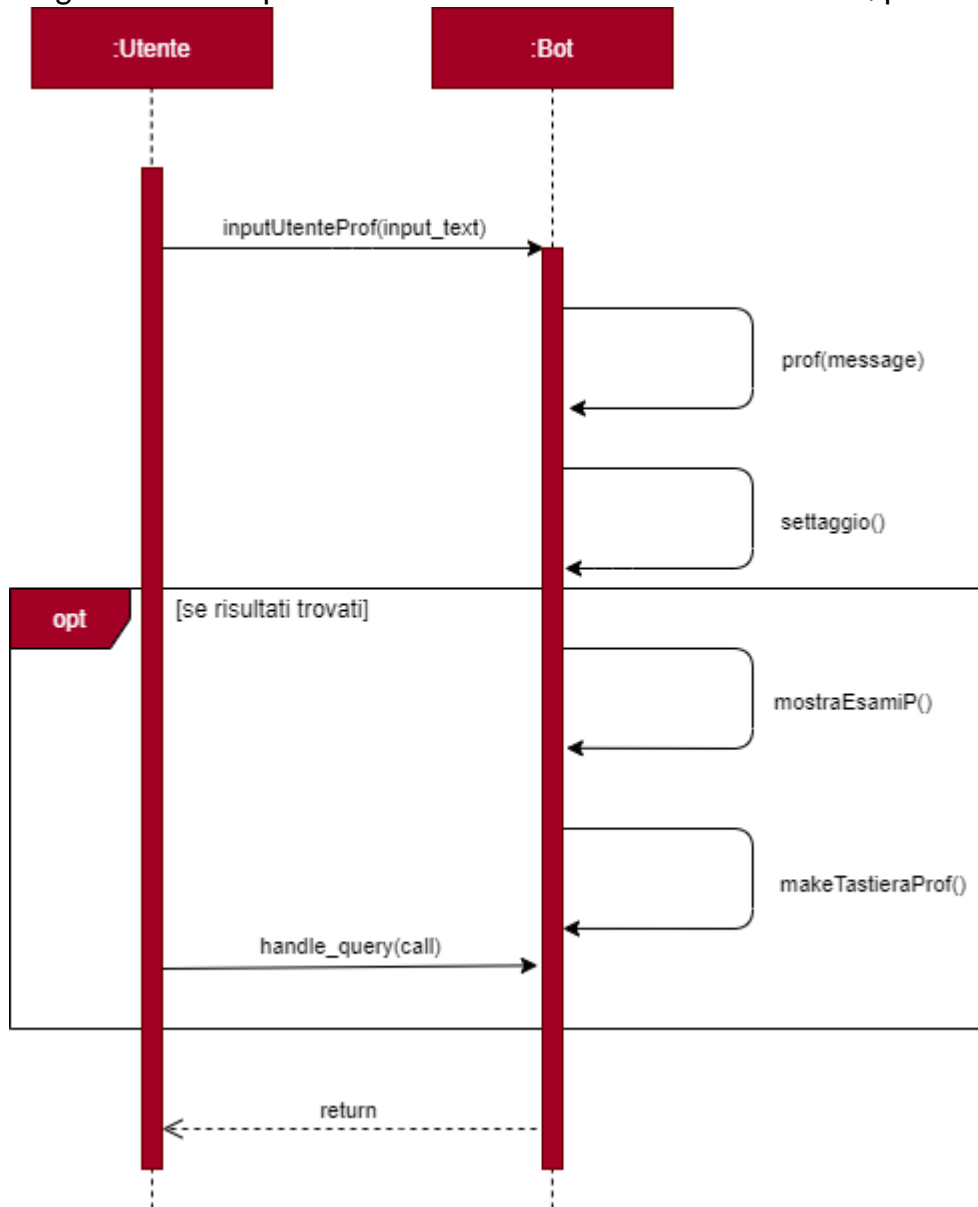 :Utente
:Bot
inputUtenteProf(input_text)
prof(message)
settaggio()
opt
[se risultati trovati]
mostraEsamiP()
makeTastieraProf()
handle_query(call)
return